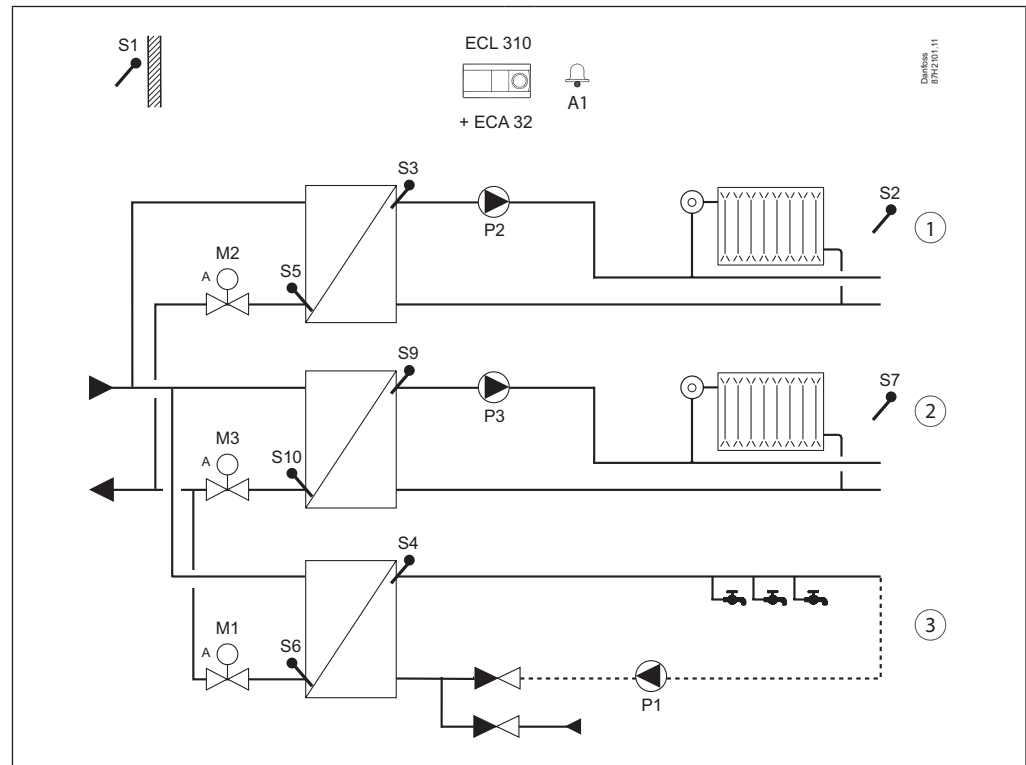 S1
ECL 310
A1
+ ECA 32
Danfoss
87H2101.11
S3
P2
S2
1
M2
A
S5
S9
P3
S7
2
M3
A
S10
S4
3
M1
A
S6
P1